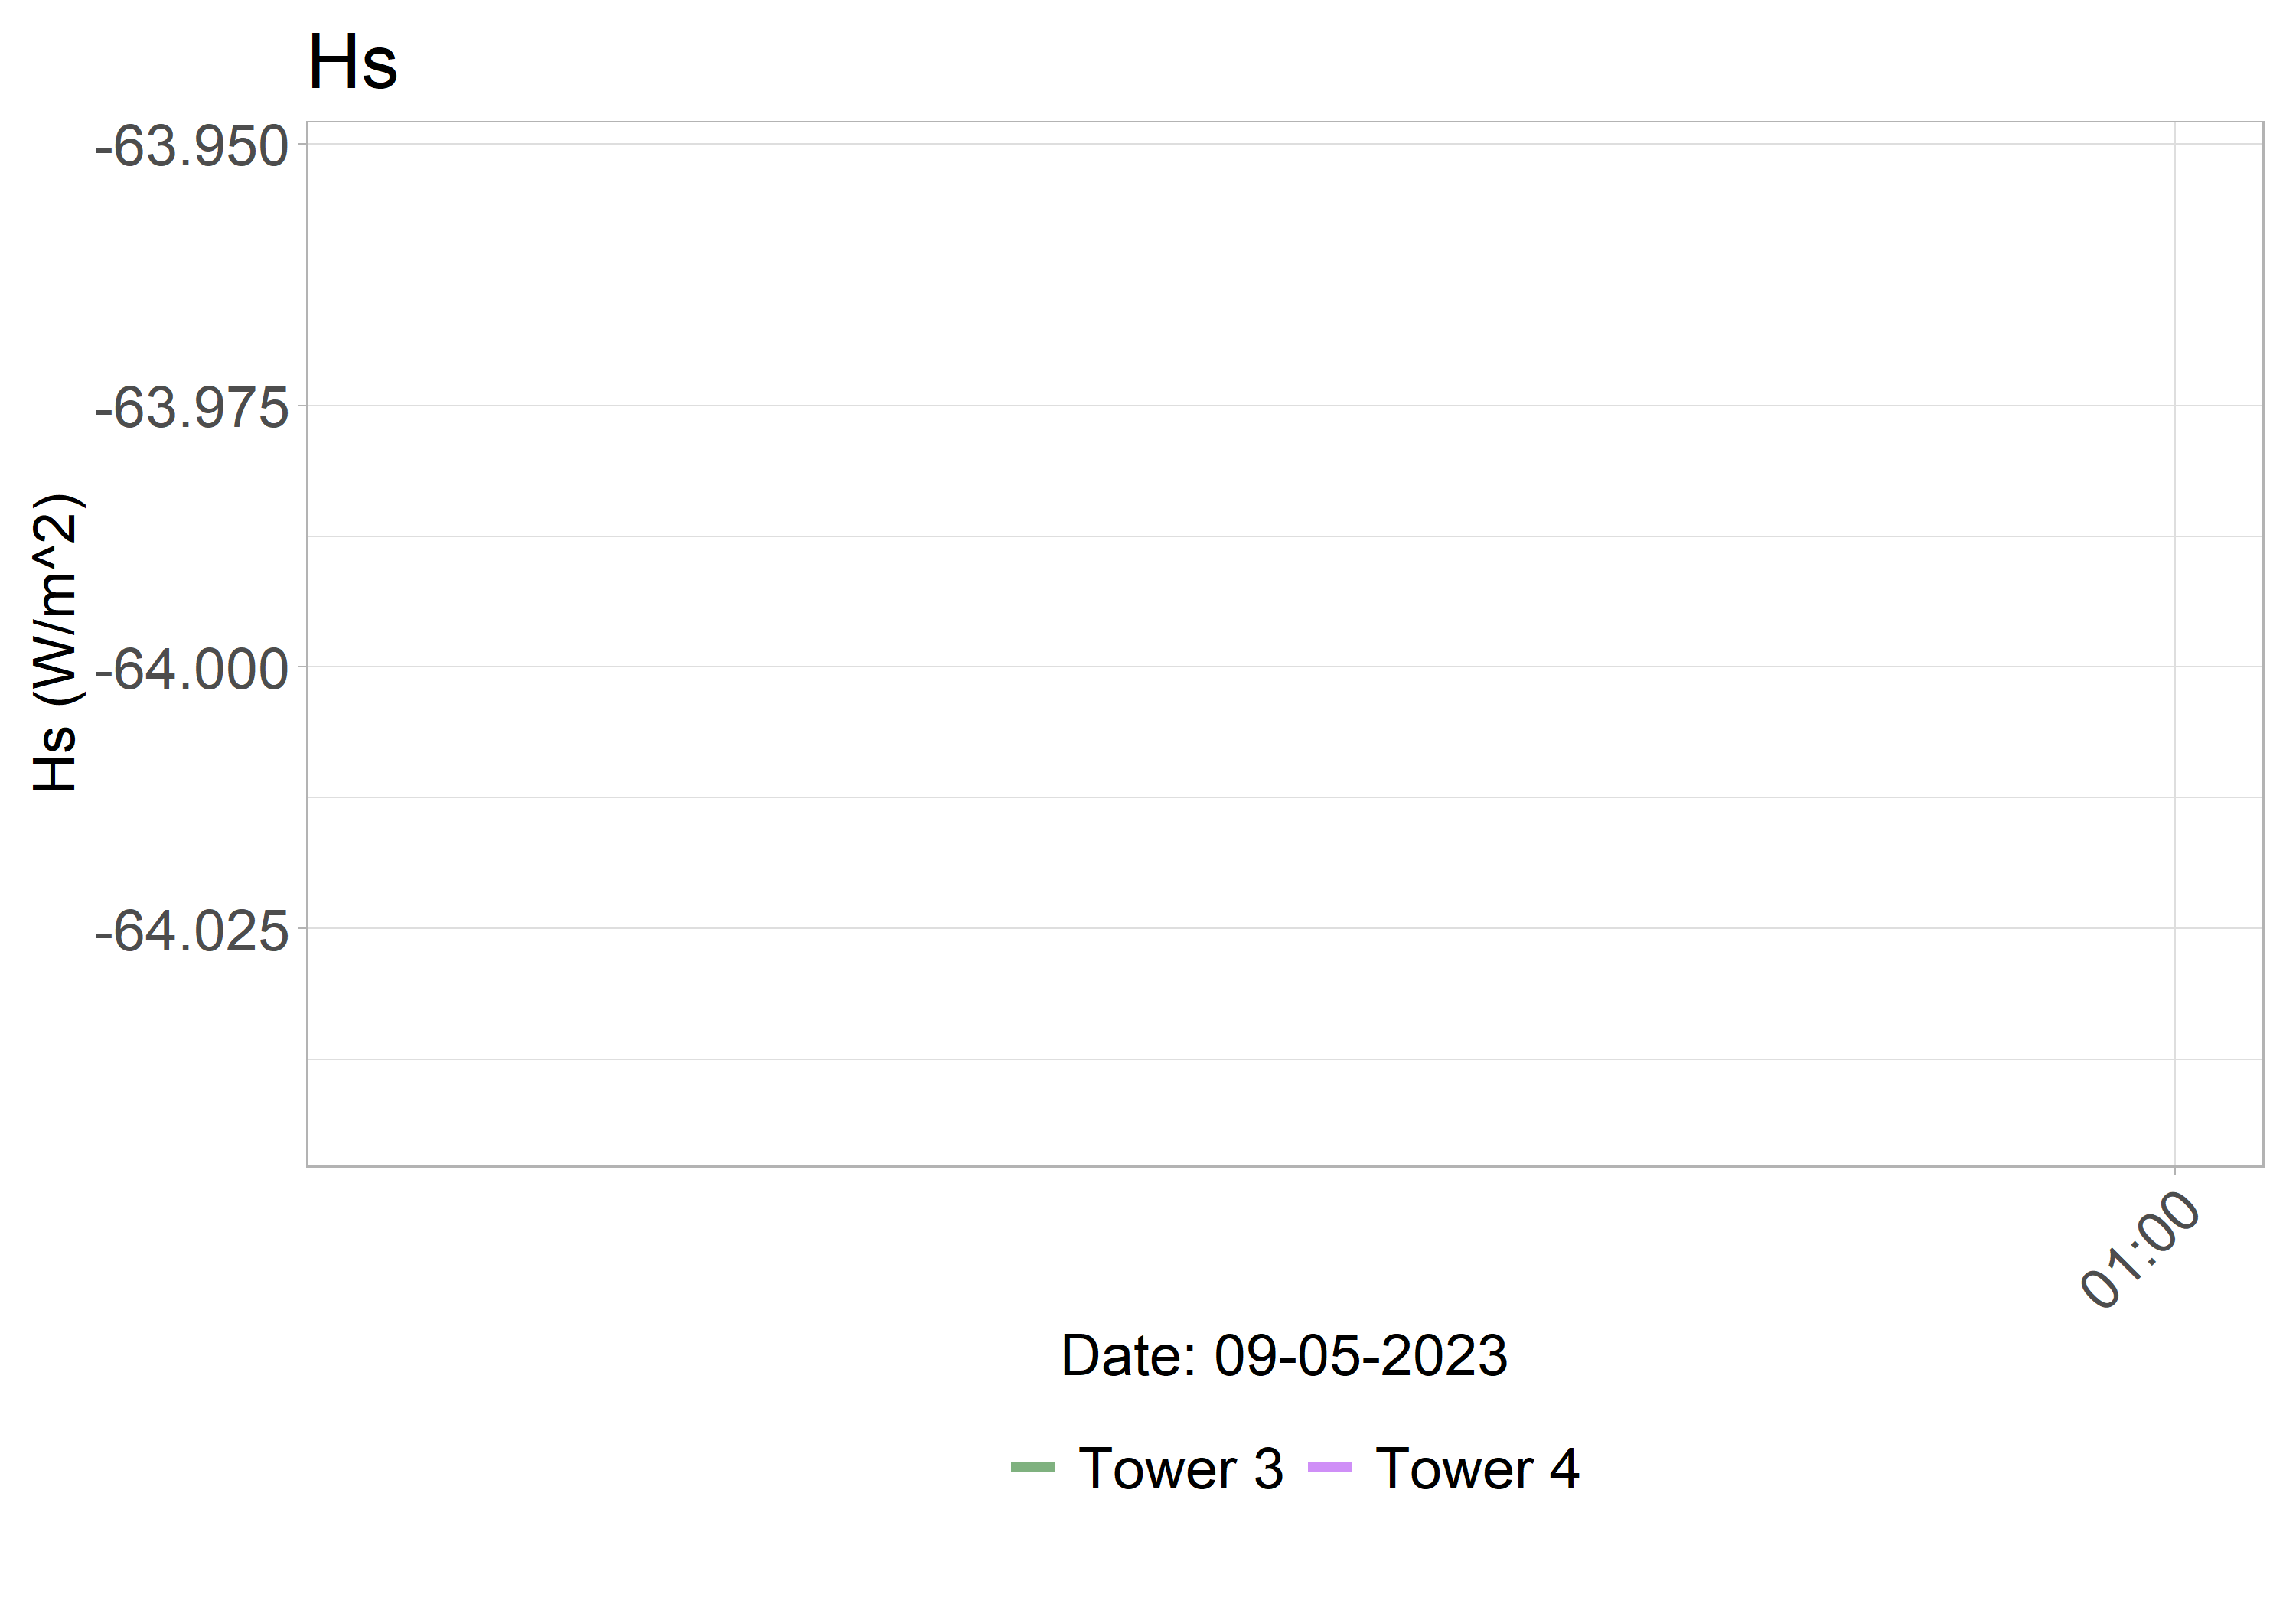 Hs
-63.950
-63.975
-64.000
-64.025
Hs (W/m^2)
01:00
Date: 09-05-2023
Tower 3 Tower 4